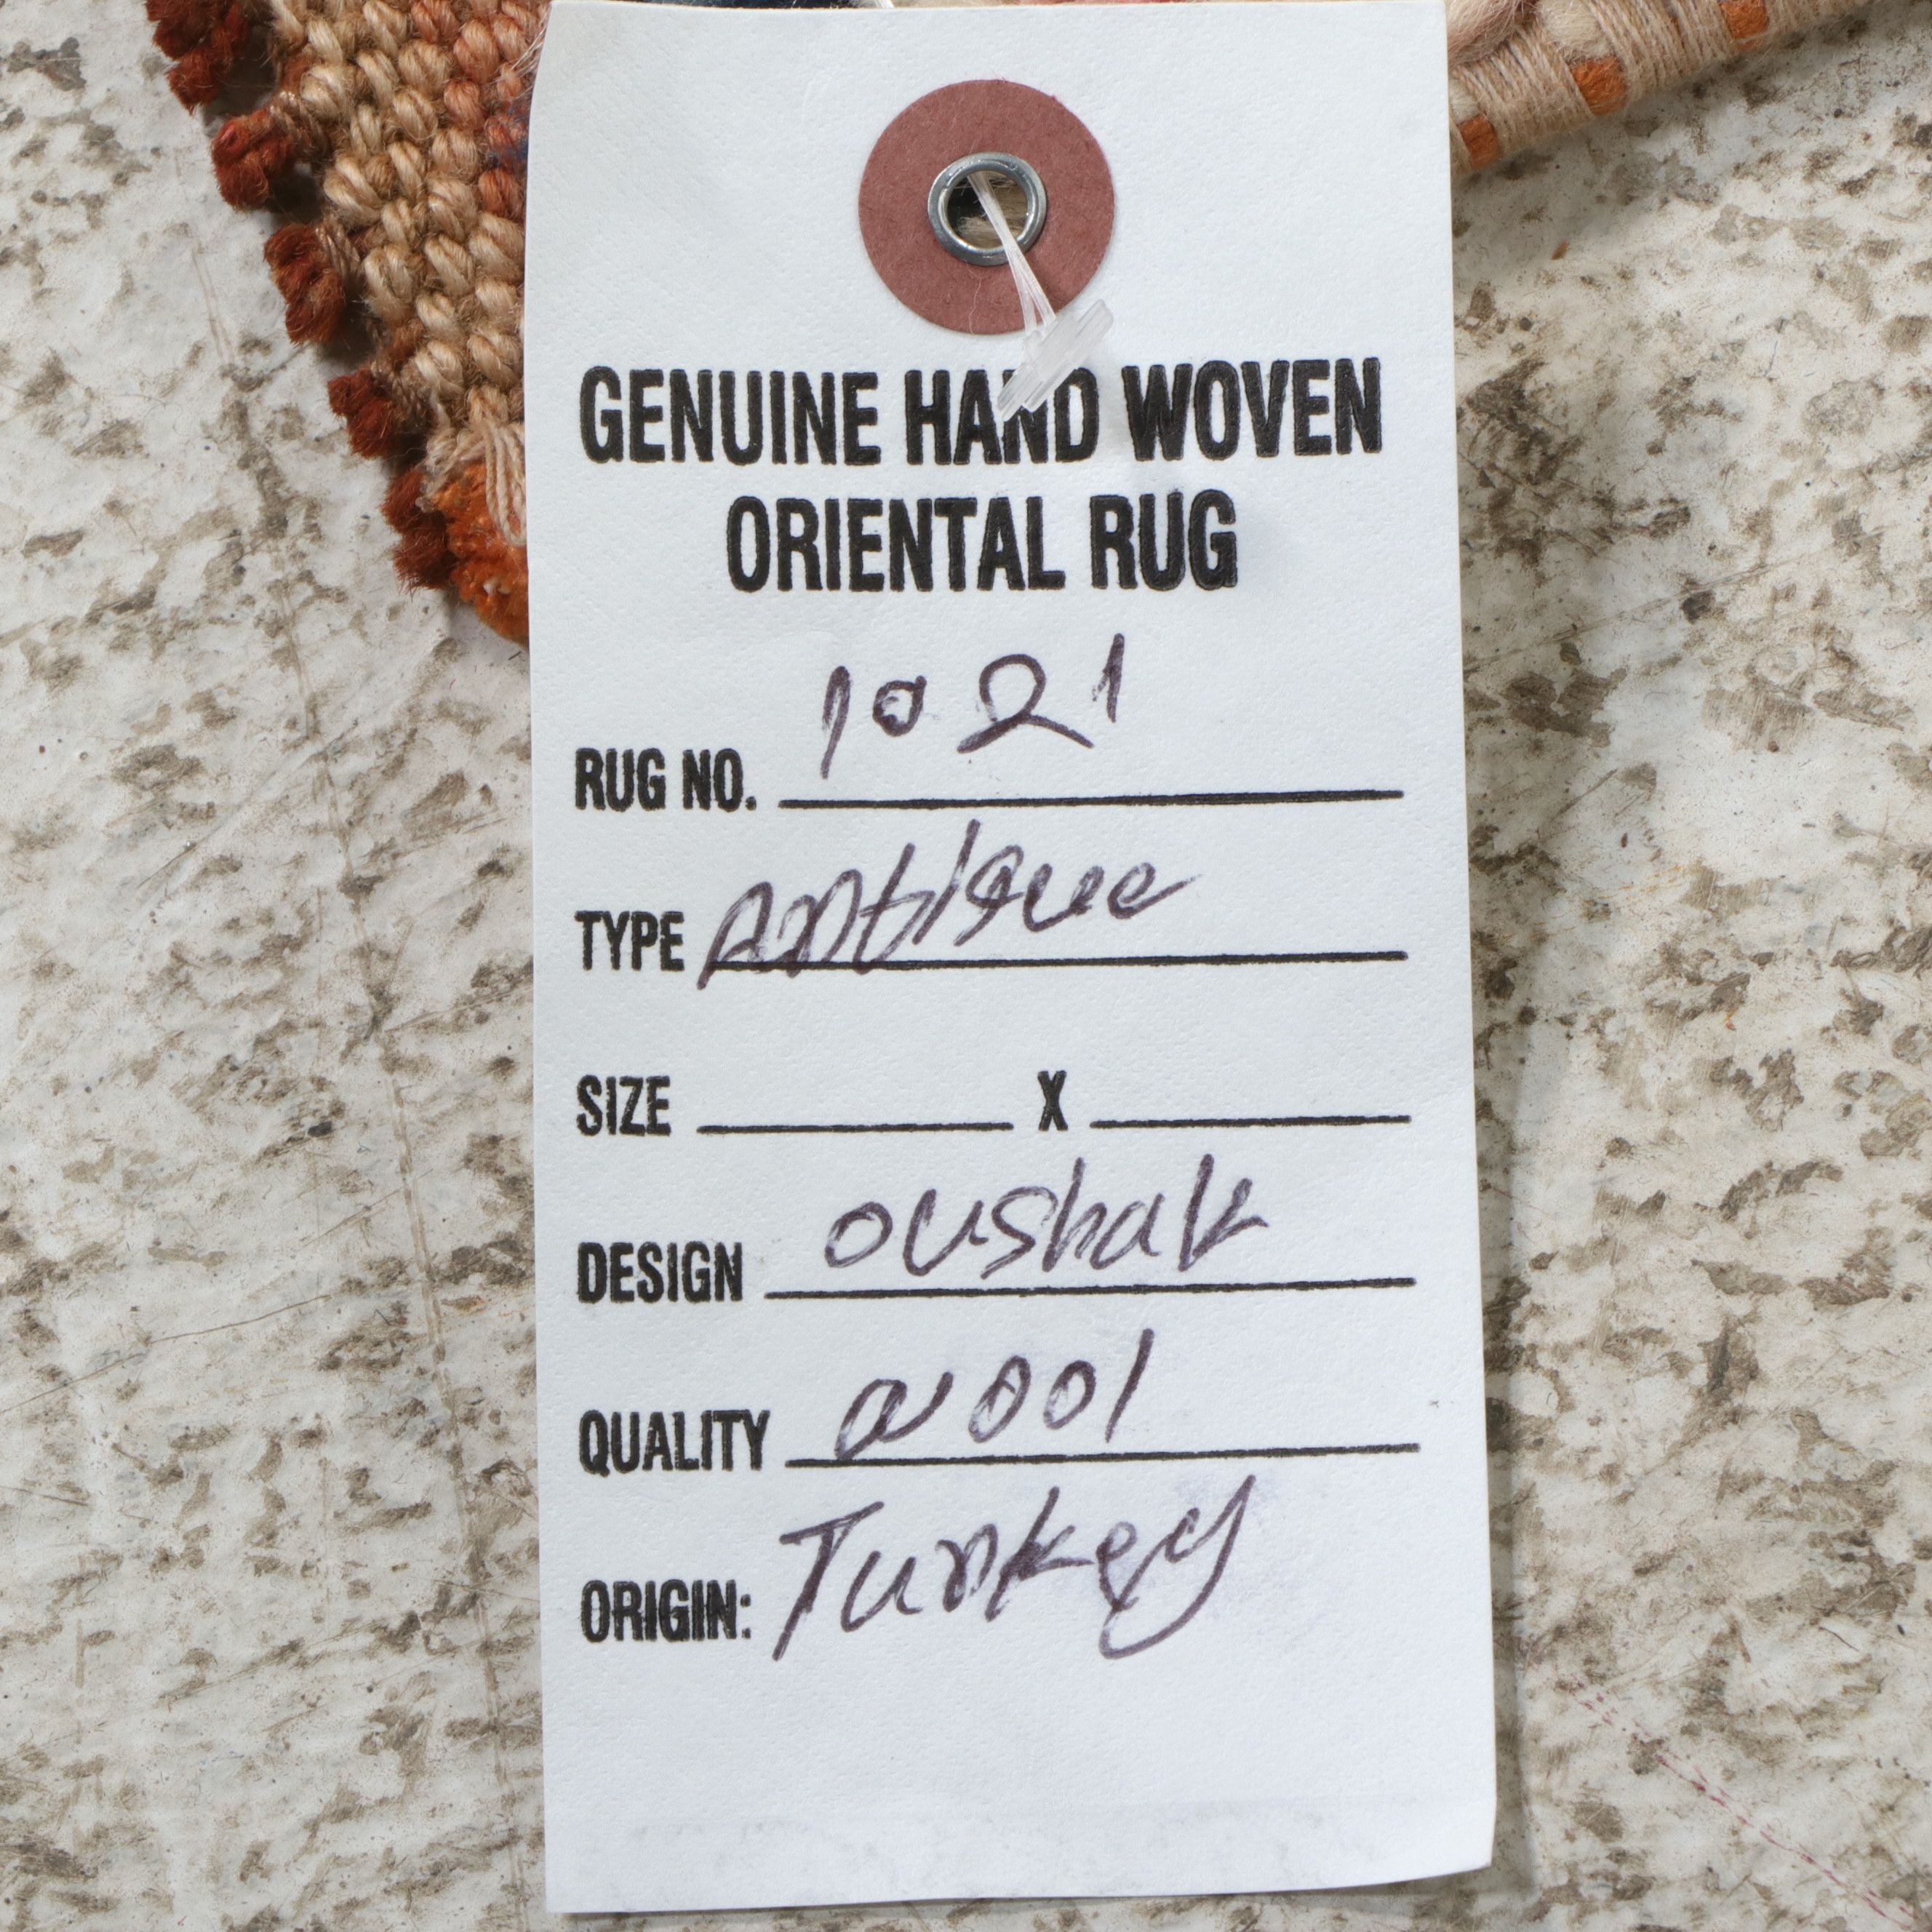 GENUINE HAND WOVEN
ORIENTAL RUG
RUG NO. 1021
TYPE Antique
SIZE X
DESIGN oushak
QUALITY wool
ORIGIN: Turkey